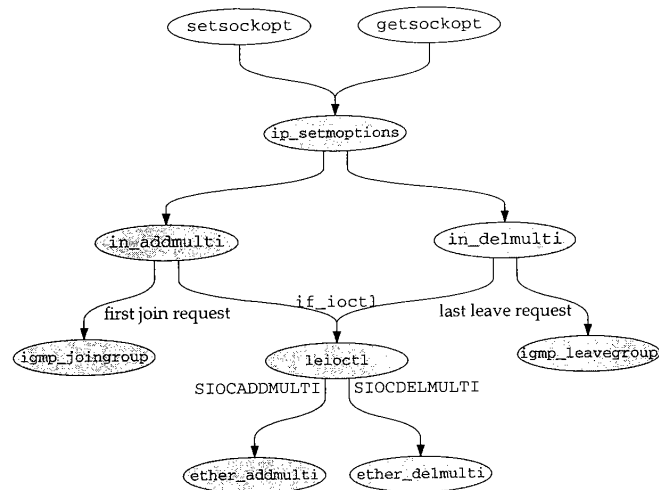 setsockopt
getsockopt
ip_setmoptions
in_addmulti
in_delmulti
first join request
if_ioctl
last leave request
igmp_joingroup
leioctl
igmp_leavegroup
SIOCADDMULTI
SIOCDELMULTI
ether_addmulti
ether_delmulti